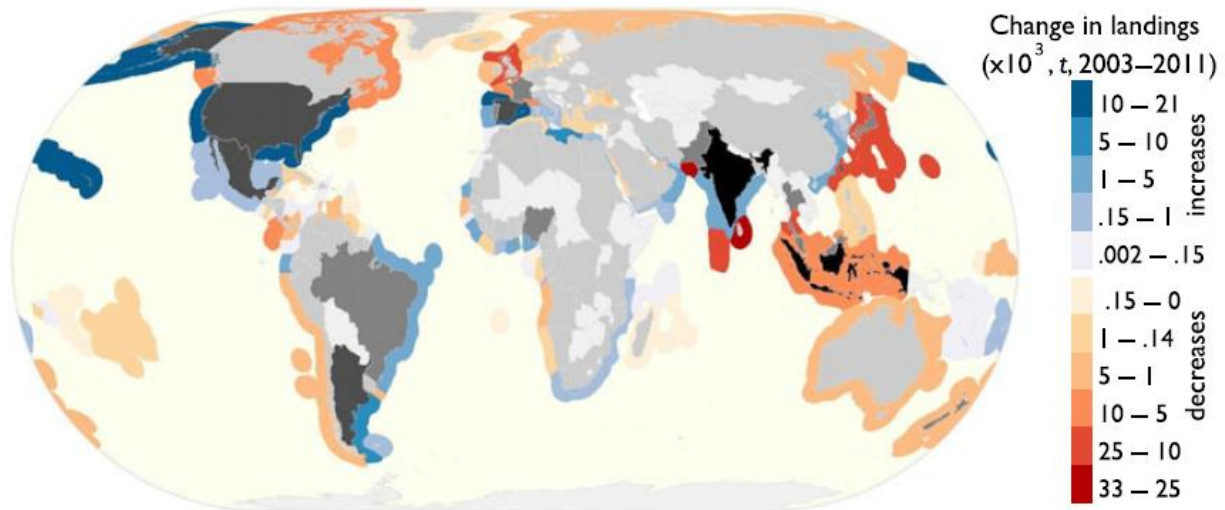 Change in landings
(x10³, t, 2003–2011)
10 – 21
5 – 10
1 – 5
.15 – 1
.002 – .15
increases
.15 – 0
1 – .14
5 – 1
10 – 5
25 – 10
33 – 25
decreases